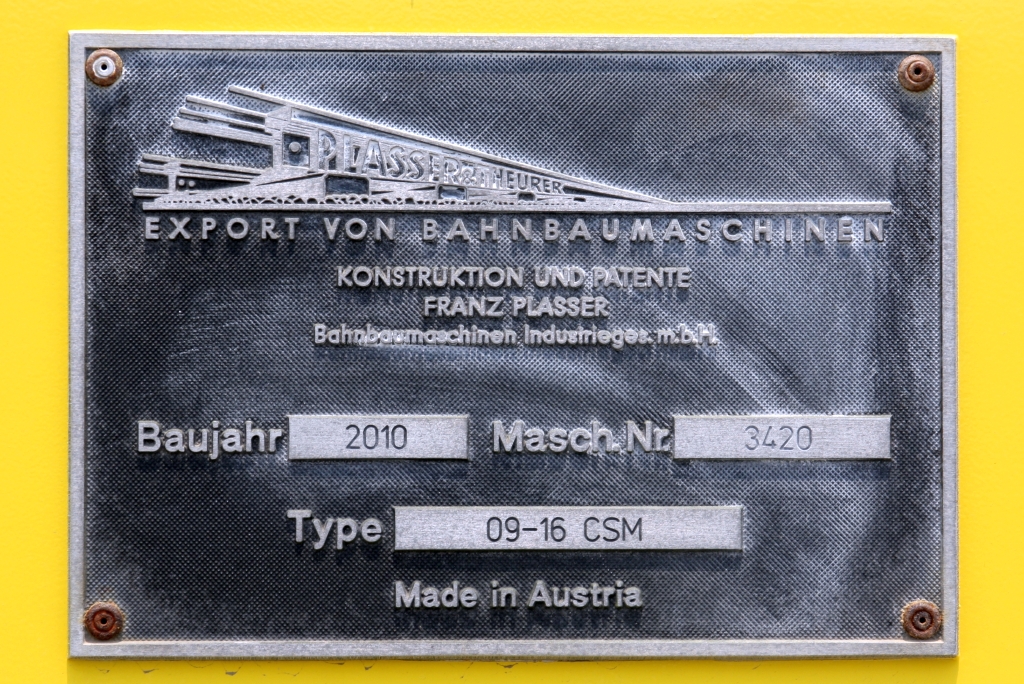 PLASSER & THEURER
EXPORT VON BAHNBAUMASCHINEN
KONSTRUKTION UND PATENTE
FRANZ PLASSER
Bahnbaumaschinen Industrieges.m.b.H.
Baujahr 2010 Masch.Nr. 3420
Type 09-16 CSM
Made in Austria